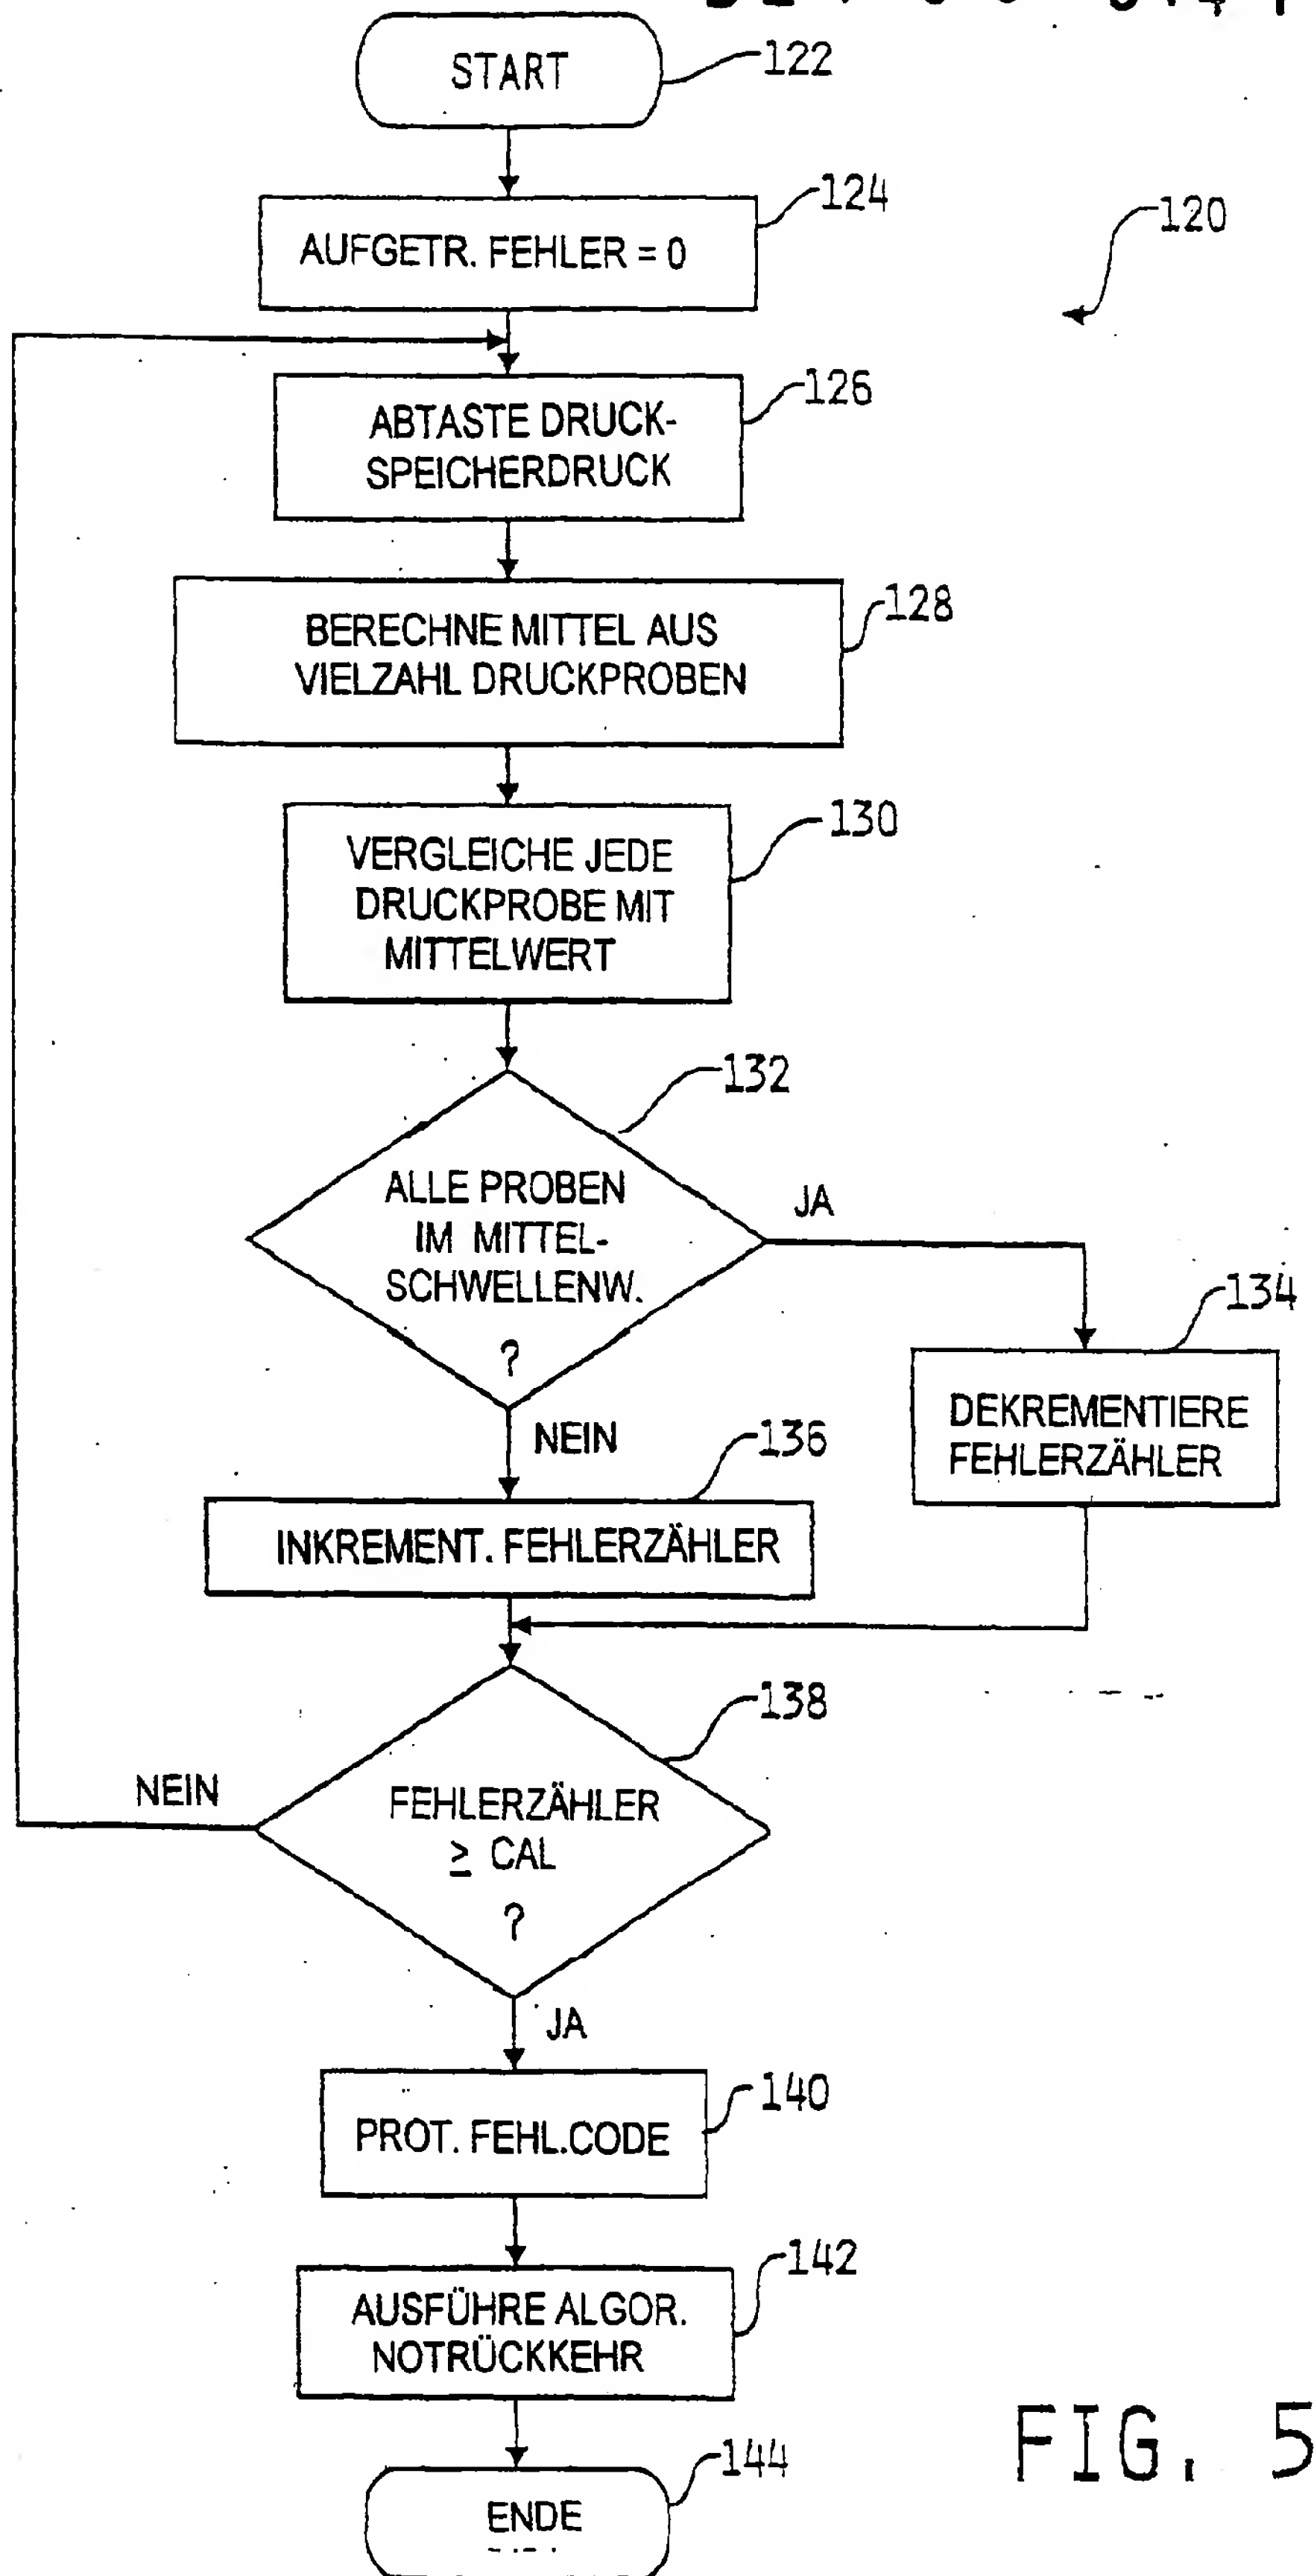 START
122
124
AUFGETR. FEHLER = 0
120
126
ABTASTE DRUCK-
SPEICHERDRUCK
128
BERECHNE MITTEL AUS
VIELZAHL DRUCKPROBEN
130
VERGLEICHE JEDE
DRUCKPROBE MIT
MITTELWERT
132
ALLE PROBEN
IM MITTEL-
SCHWELLENW.
?
JA
134
DEKREMENTIERE
FEHLERZÄHLER
NEIN
136
INKREMENT. FEHLERZÄHLER
138
NEIN
FEHLERZÄHLER
≥ CAL
?
JA
140
PROT. FEHL.CODE
142
AUSFÜHRE ALGOR.
NOTRÜCKKEHR
144
ENDE
FIG. 5